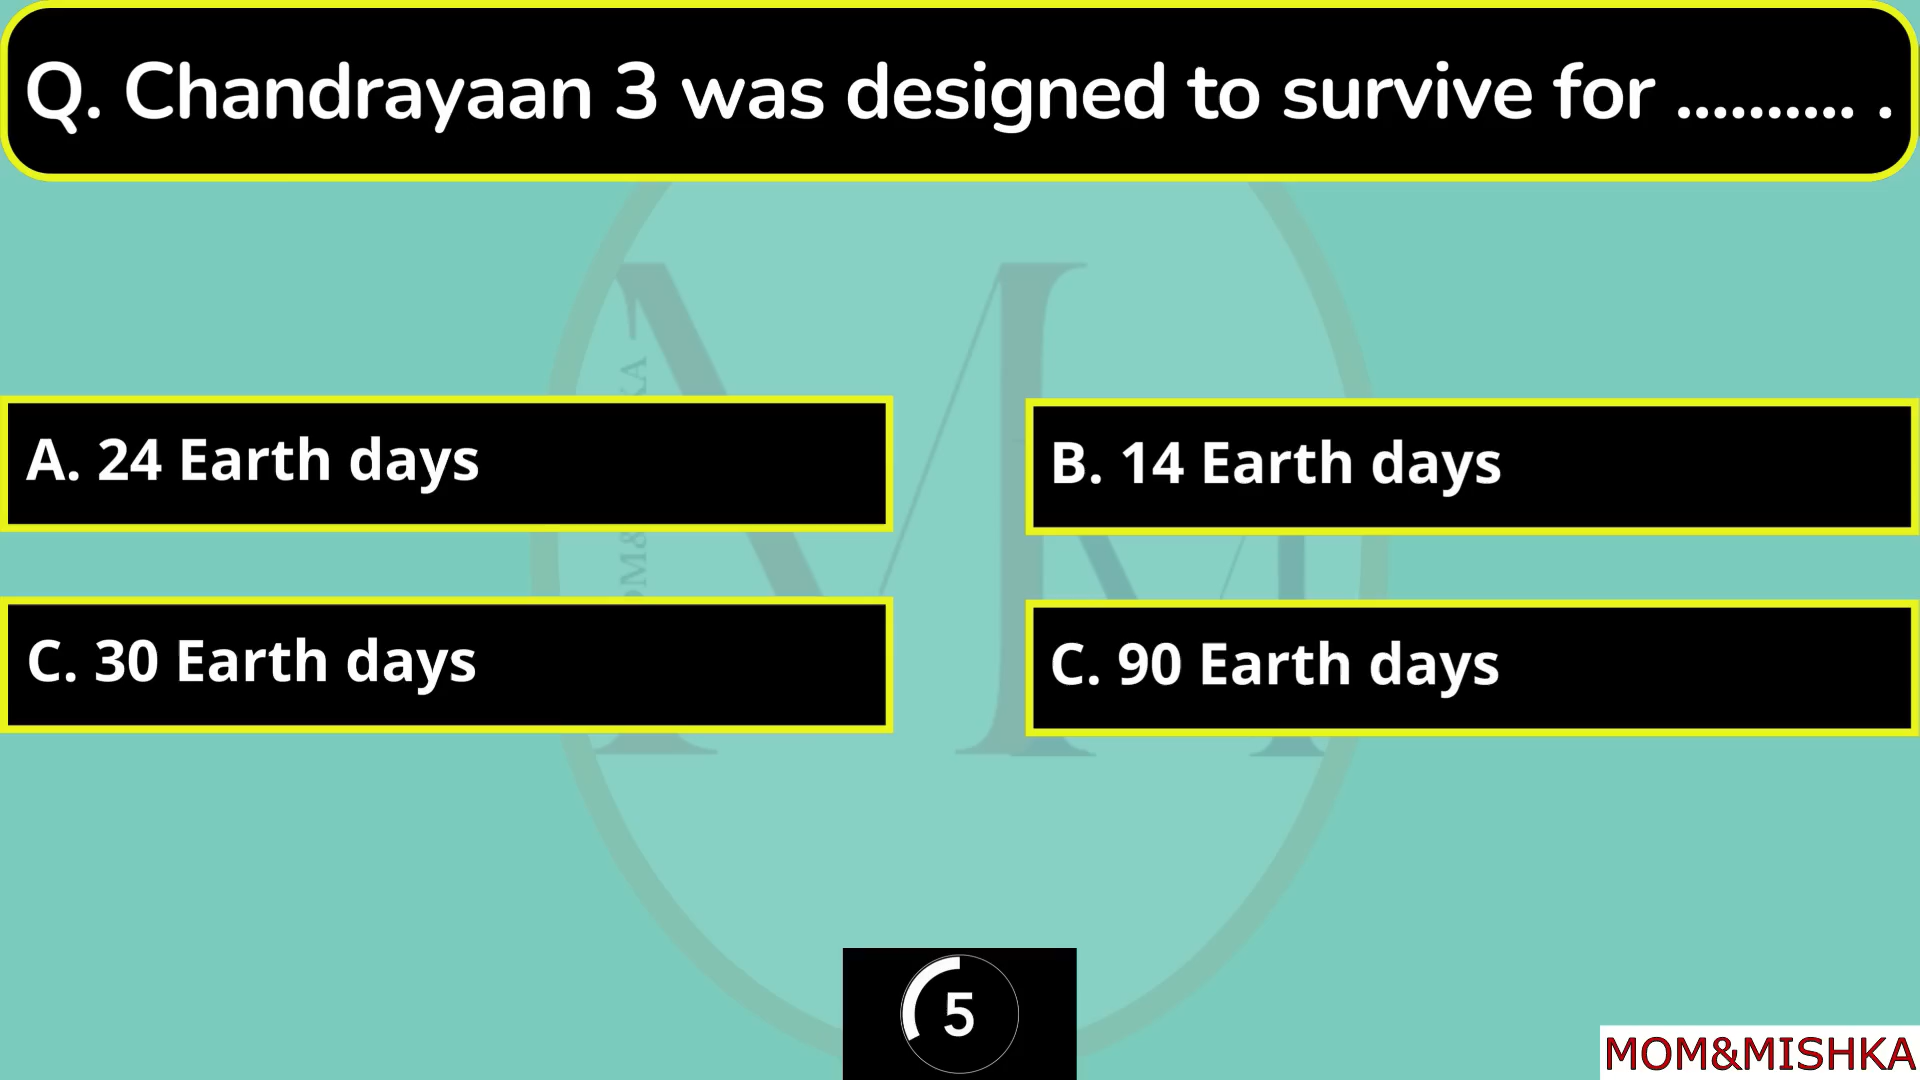 Q. Chandrayaan 3 was designed to survive for .......... .
A. 24 Earth days
B. 14 Earth days
C. 30 Earth days
C. 90 Earth days
5
MOM&MISHKA